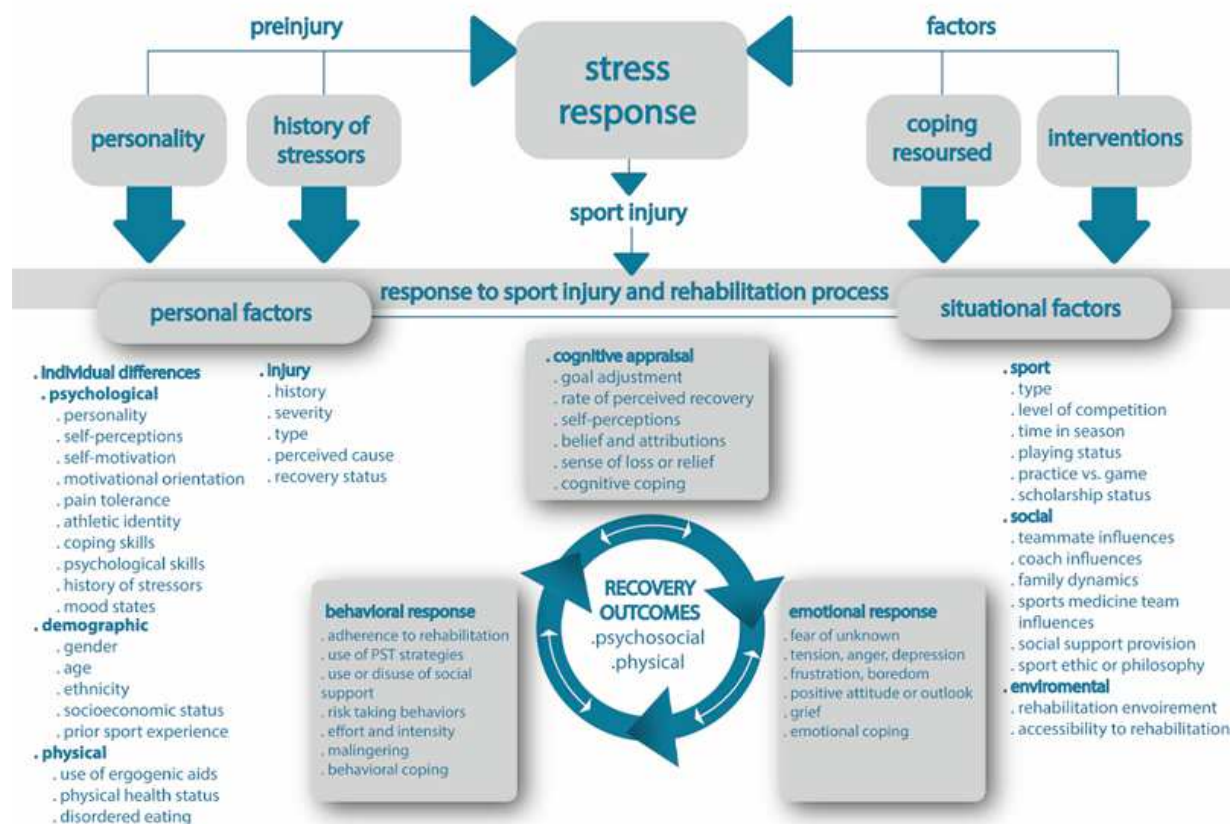 preinjury
factors
stress
response
personality
history of
stressors
coping
resoursed
interventions
sport injury
response to sport injury and rehabilitation process
personal factors
situational factors
. individual differences
. psychological
. personality
. self-perceptions
. self-motivation
. motivational orientation
. pain tolerance
. athletic identity
. coping skills
. psychological skills
. history of stressors
. mood states
. demographic
. gender
. age
. ethnicity
. socioeconomic status
. prior sport experience
. physical
. use of ergogenic aids
. physical health status
. disordered eating
. injury
. history
. severity
. type
. perceived cause
. recovery status
. cognitive appraisal
. goal adjustment
. rate of perceived recovery
. self-perceptions
. belief and attributions
. sense of loss or relief
. cognitive coping
behavioral response
. adherence to rehabilitation
. use of PST strategies
. use or disuse of social
support
. risk taking behaviors
. effort and intensity
. malingering
. behavioral coping
RECOVERY
OUTCOMES
.psychosocial
.physical
emotional response
. fear of unknown
. tension, anger, depression
. frustration, boredom
. positive attitude or outlook
. grief
. emotional coping
. sport
. type
. level of competition
. time in season
. playing status
. practice vs. game
. scholarship status
. social
. teammate influences
. coach influences
. family dynamics
. sports medicine team
influences
. social support provision
. sport ethic or philosophy
. enviromental
. rehabilitation envoirement
. accessibility to rehabilitation